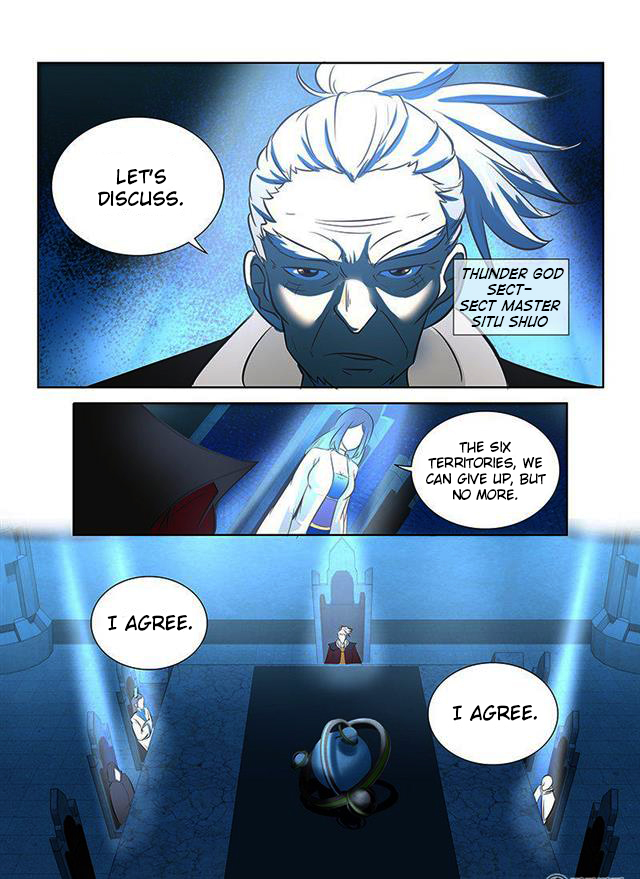 LET'S
DISCUSS.
THUNDER GOD
SECT-
SECT MASTER
SITU SHUO
THE SIX
TERRITORIES, WE
CAN GIVE UP, BUT
NO MORE.
I AGREE.
I AGREE.